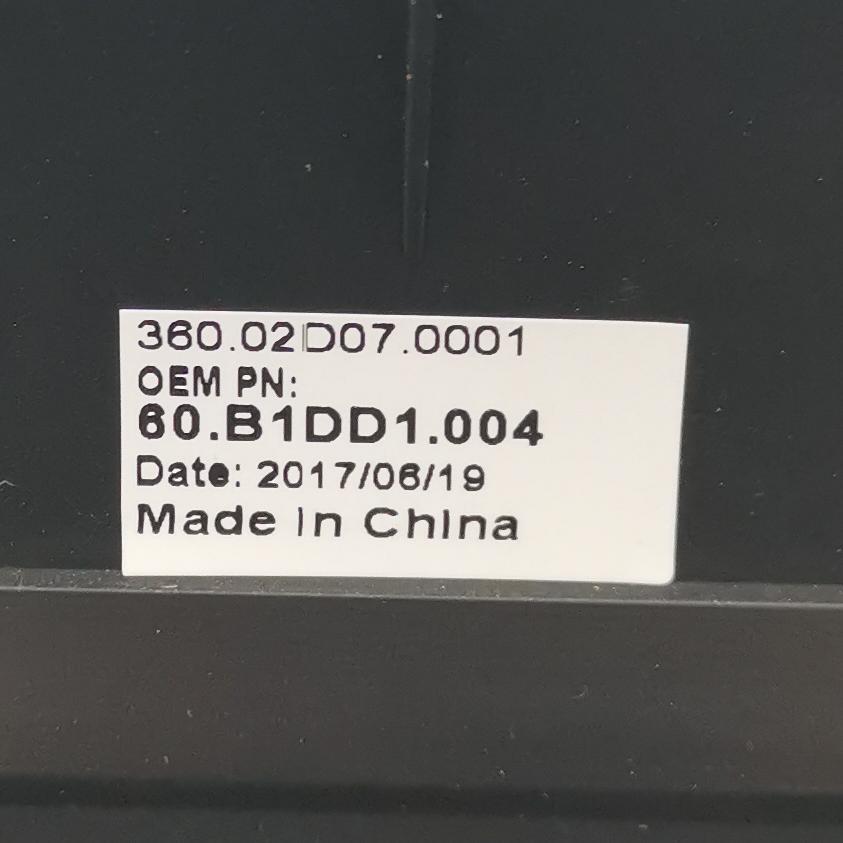 360.02D07.0001
OEM PN:
60.B1DD1.004
Date: 2017/06/19
Made in China